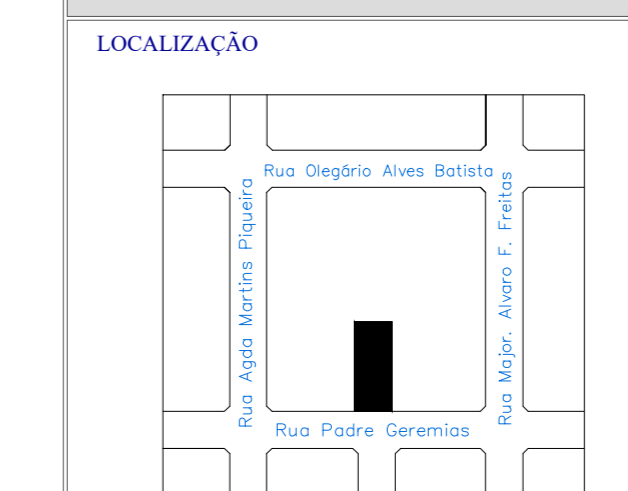 LOCALIZAÇÃO
Rua Olegário Alves Batista
Rua Agda Martins Piqueira
Rua Major. Alvaro F. Freitas
Rua Padre Geremias